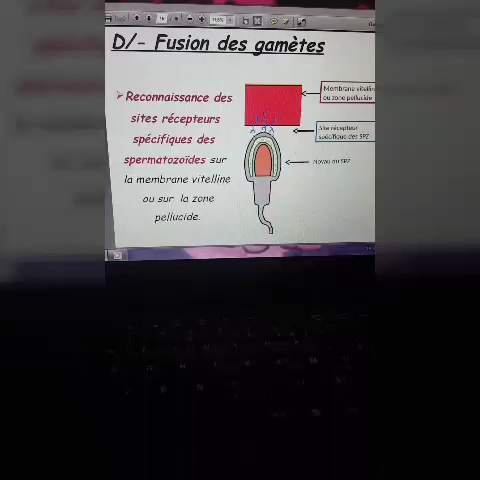 D/- Fusion des gamètes
➢ Reconnaissance des
sites récepteurs
spécifiques des
spermatozoïdes sur
la membrane vitelline
ou sur la zone
pellucide.
Membrane vitelli
ou zone pellucide
Site récepteur
spécifique des SPZ
Noyau du SPZ